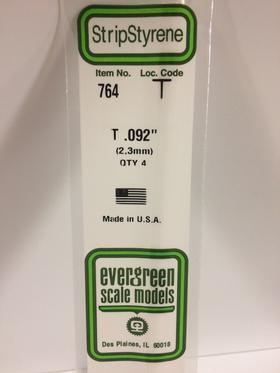 StripStyrene
Item No. Loc. Code
764 T
T .092"
(2,3mm)
QTY 4
Made in U.S.A.
evergreen
scale models
Des Plaines, IL 60018